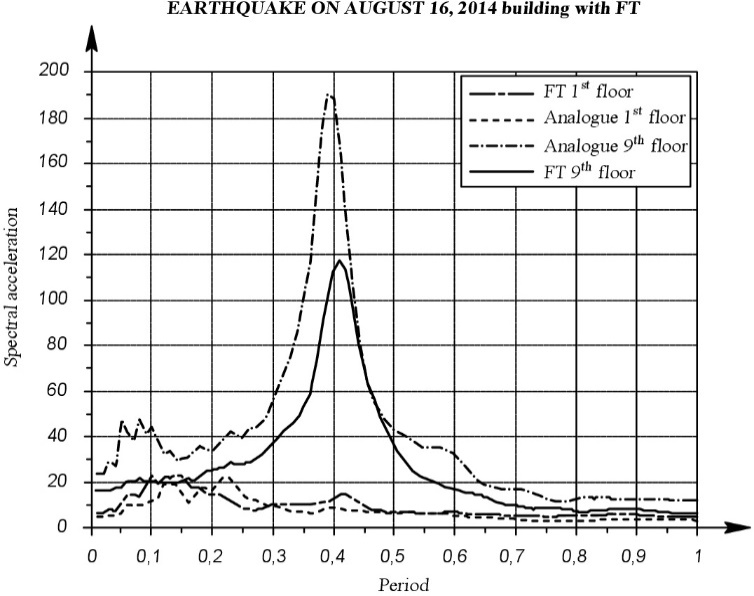 EARTHQUAKE ON AUGUST 16, 2014 building with FT
FT 1st floor
Analogue 1st floor
Analogue 9th floor
FT 9th floor
200
180
160
140
120
100
80
60
40
20
0
Spectral acceleration
0 0,1 0,2 0,3 0,4 0,5 0,6 0,7 0,8 0,9 1
Period